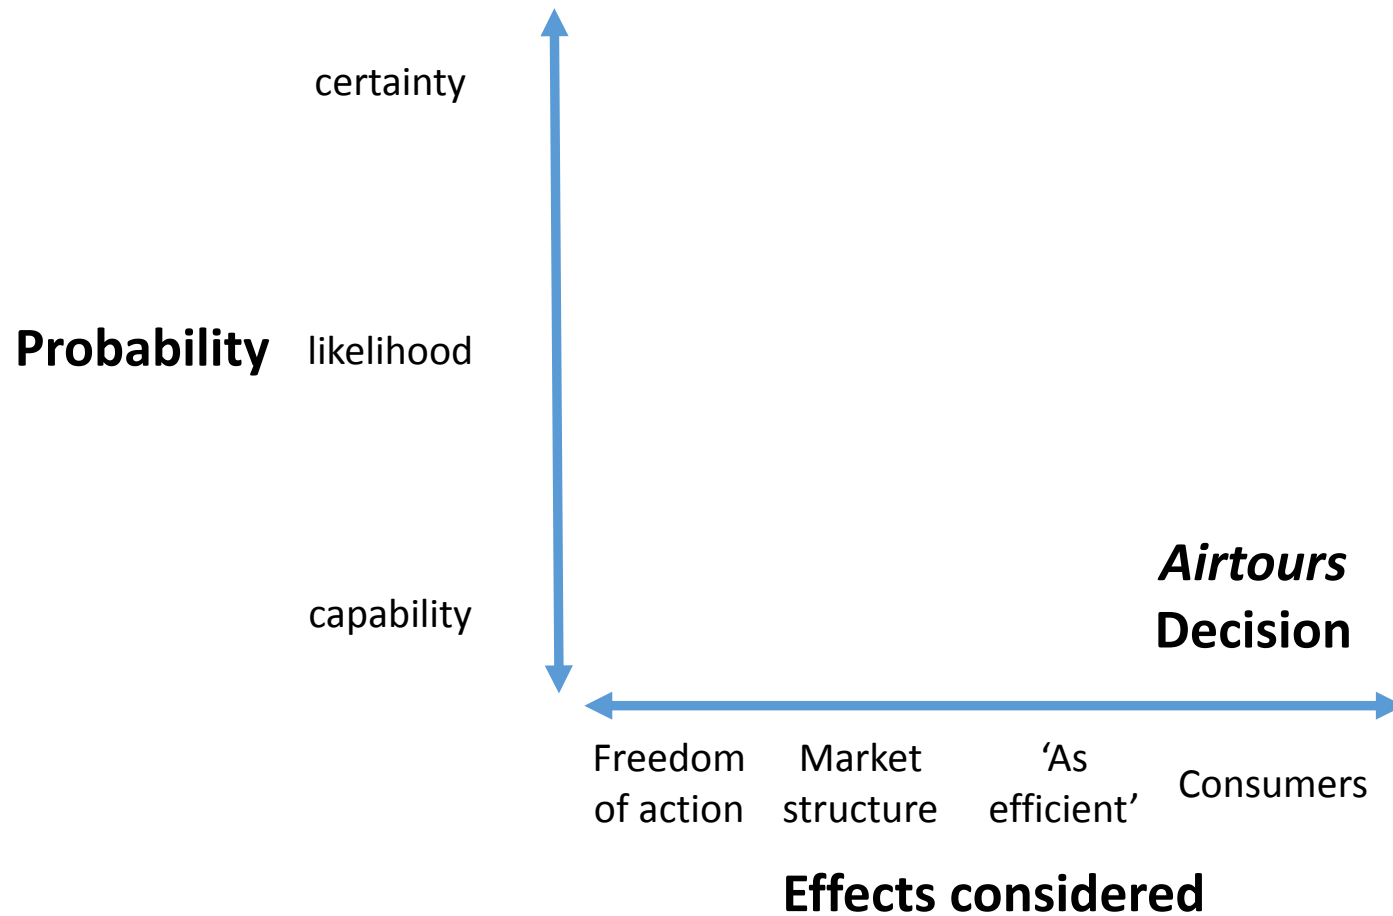 certainty
Probability
likelihood
capability
Airtours
Decision
Freedom
of action
Market
structure
‘As
efficient’
Consumers
Effects considered